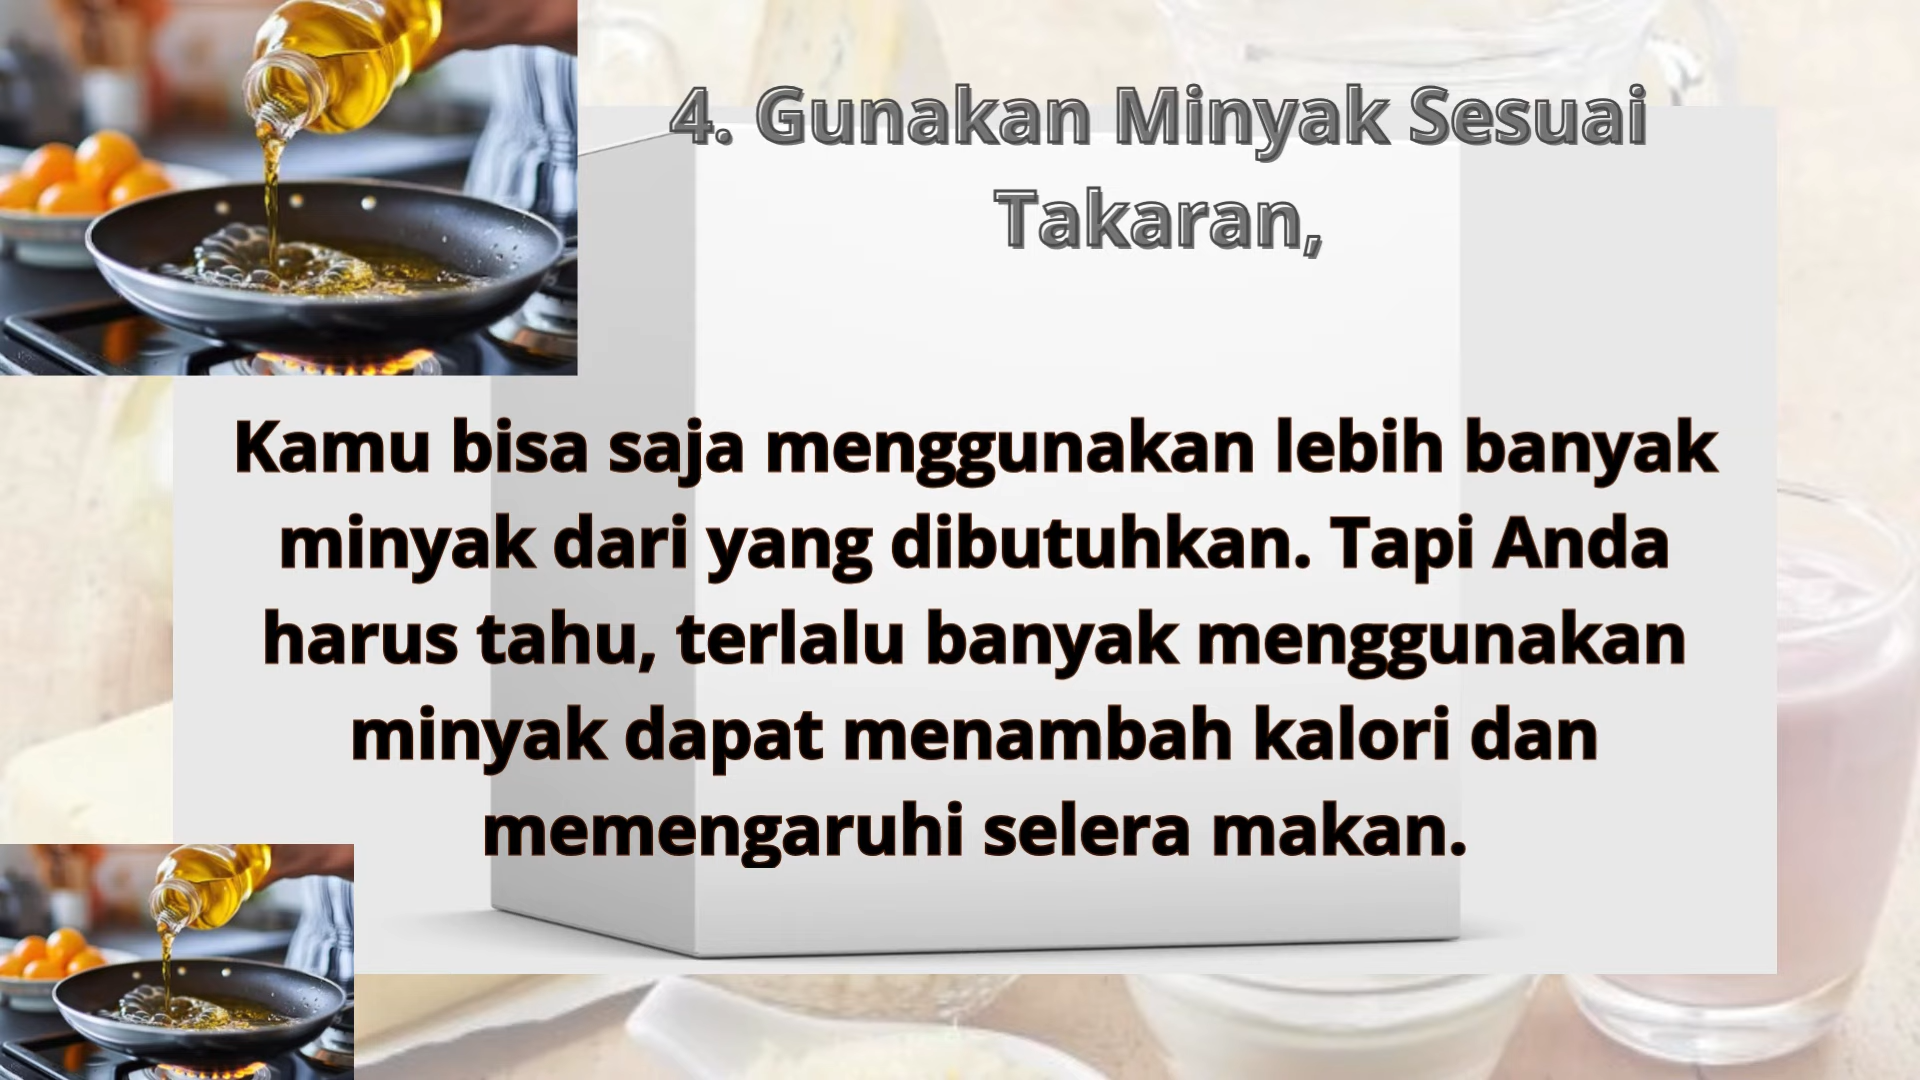 4. Gunakan Minyak Sesuai
Takaran,
Kamu bisa saja menggunakan lebih banyak
minyak dari yang dibutuhkan. Tapi Anda
harus tahu, terlalu banyak menggunakan
minyak dapat menambah kalori dan
memengaruhi selera makan.